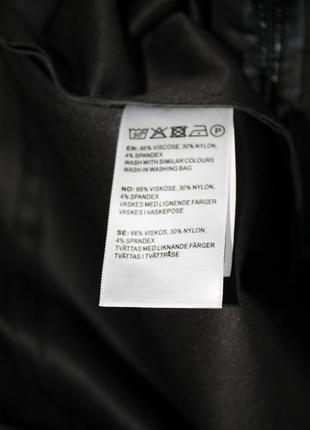 30° P
EN: 66% VISCOSE, 30% NYLON,
4% SPANDEX
WASH WITH SIMILAR COLOURS
WASH IN WASHING BAG
NO: 66% VISCOSE, 30% NYLON,
4% SPANDEX
VASKES MED LIGNENDE FARGER
VASKES I VASKEPOSE
SE: 66% VISKOS, 30% NYLON,
4% SPANDEX
TVÄTTAS MED LIKNANDE FÄRGER
TVÄTTAS I TVÄTTPÅSE